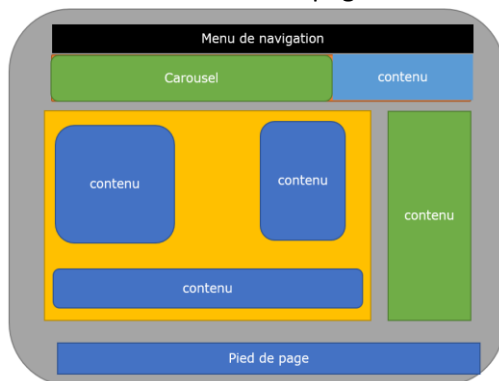 Menu de navigation
Carousel
contenu
contenu
contenu
contenu
contenu
Pied de page